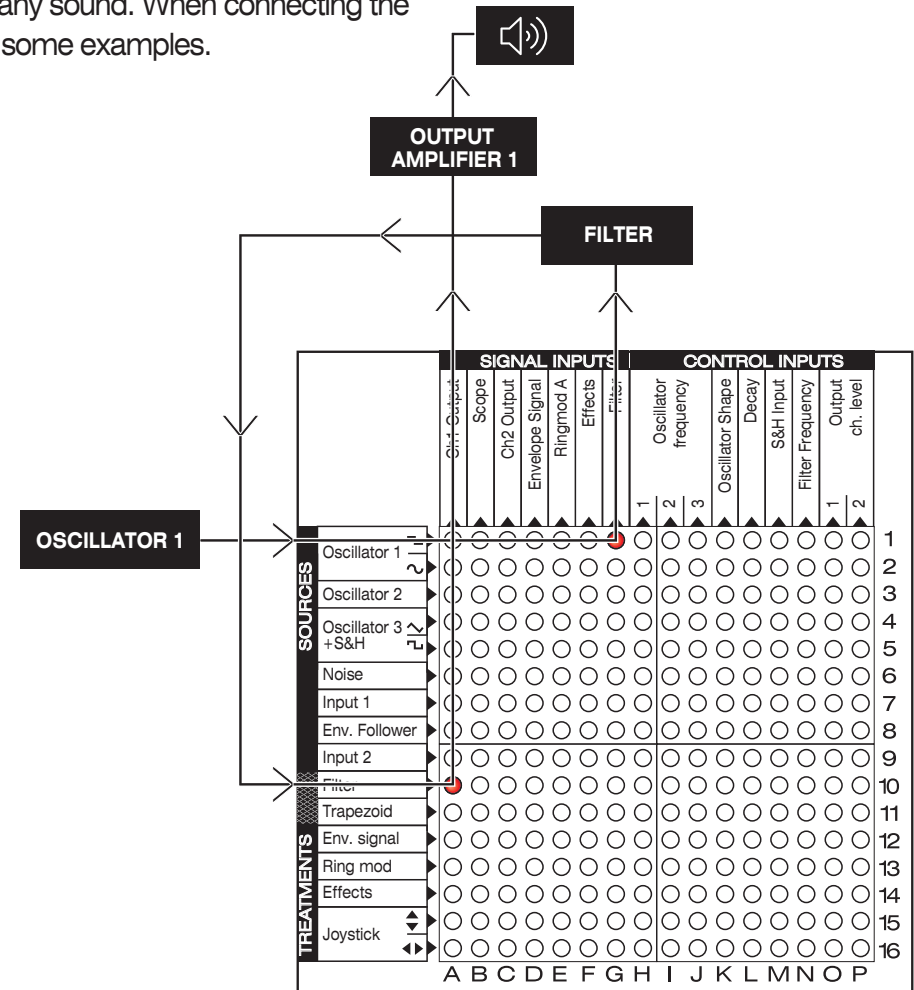 any sound. When connecting the
some examples.
OUTPUT
AMPLIFIER 1
FILTER
OSCILLATOR 1
SIGNAL INPUTS
CONTROL INPUTS
Ch1 Output
Scope
Ch2 Output
Envelope Signal
Ringmod A
Effects
Filter
Oscillator
frequency
1
2
3
Oscillator Shape
Decay
S&H Input
Filter Frequency
Output
ch. level
1
2
SOURCES
Oscillator 1
Oscillator 2
Oscillator 3
+S&H
Noise
Input 1
Env. Follower
Input 2
Filter
Trapezoid
TREATMENTS
Env. signal
Ring mod
Effects
Joystick
1
2
3
4
5
6
7
8
9
10
11
12
13
14
15
16
A B C D E F G H I J K L M N O P